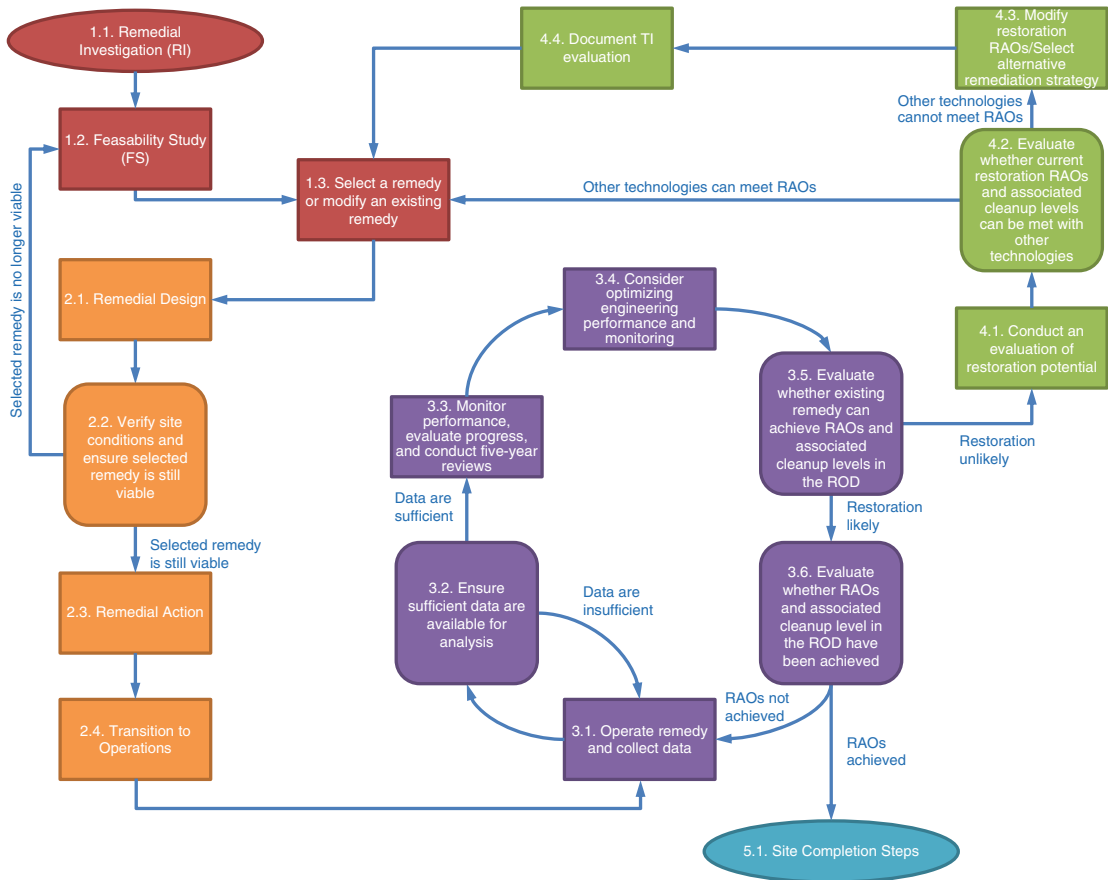 1.1. Remedial
Investigation (RI)
4.4. Document TI
evaluation
4.3. Modify
restoration
RAOs/Select
alternative
remediation strategy
Other technologies
cannot meet RAOs
1.2. Feasability Study
(FS)
Selected remedy is no longer viable
1.3. Select a remedy
or modify an existing
remedy
Other technologies can meet RAOs
4.2. Evaluate
whether current
restoration RAOs
and associated
cleanup levels
can be met with
other
technologies
2.1. Remedial Design
3.4. Consider
optimizing
engineering
performance and
monitoring
4.1. Conduct an
evaluation of
restoration potential
2.2. Verify site
conditions and
ensure selected
remedy is still
viable
3.3. Monitor
performance,
evaluate progress,
and conduct five-year
reviews
3.5. Evaluate
whether existing
remedy can
achieve RAOs and
associated
cleanup levels in
the ROD
Restoration
unlikely
Data are
sufficient
Restoration
likely
Selected remedy
is still viable
2.3. Remedial Action
3.2. Ensure
sufficient data are
available for
analysis
Data are
insufficient
3.6. Evaluate
whether RAOs
and associated
cleanup level in
the ROD have
been achieved
2.4. Transition to
Operations
3.1. Operate remedy
and collect data
RAOs not
achieved
RAOs
achieved
5.1. Site Completion Steps